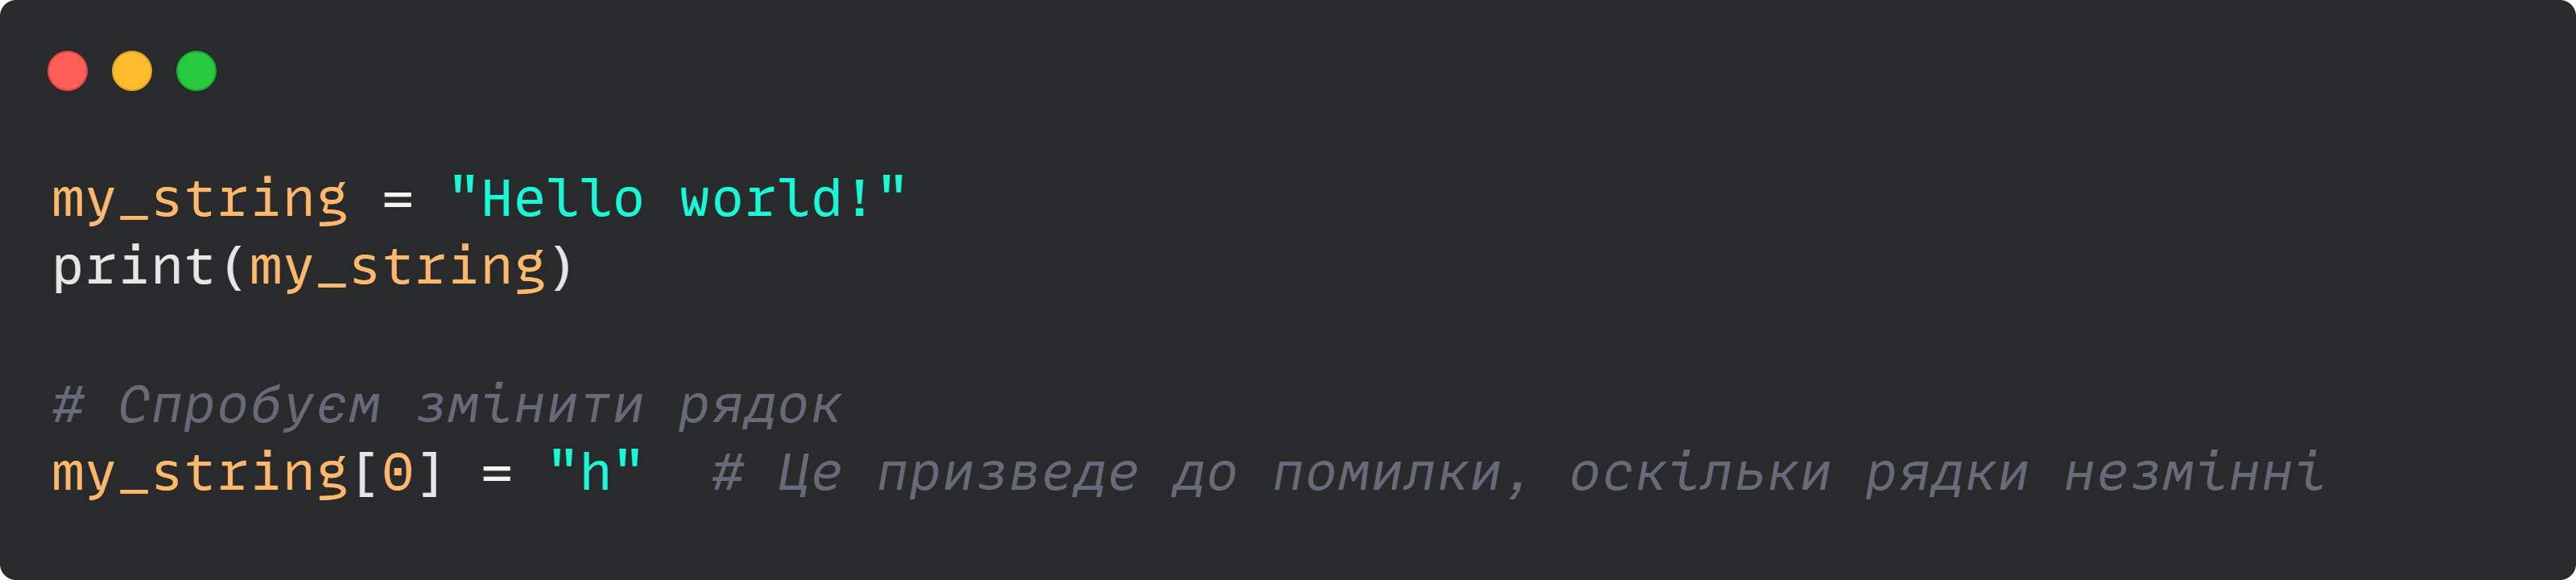 my_string = "Hello world!"
print(my_string)
# Спробуєм змінити рядок
my_string[0] = "h"  # Це призведе до помилки, оскільки рядки незмінні